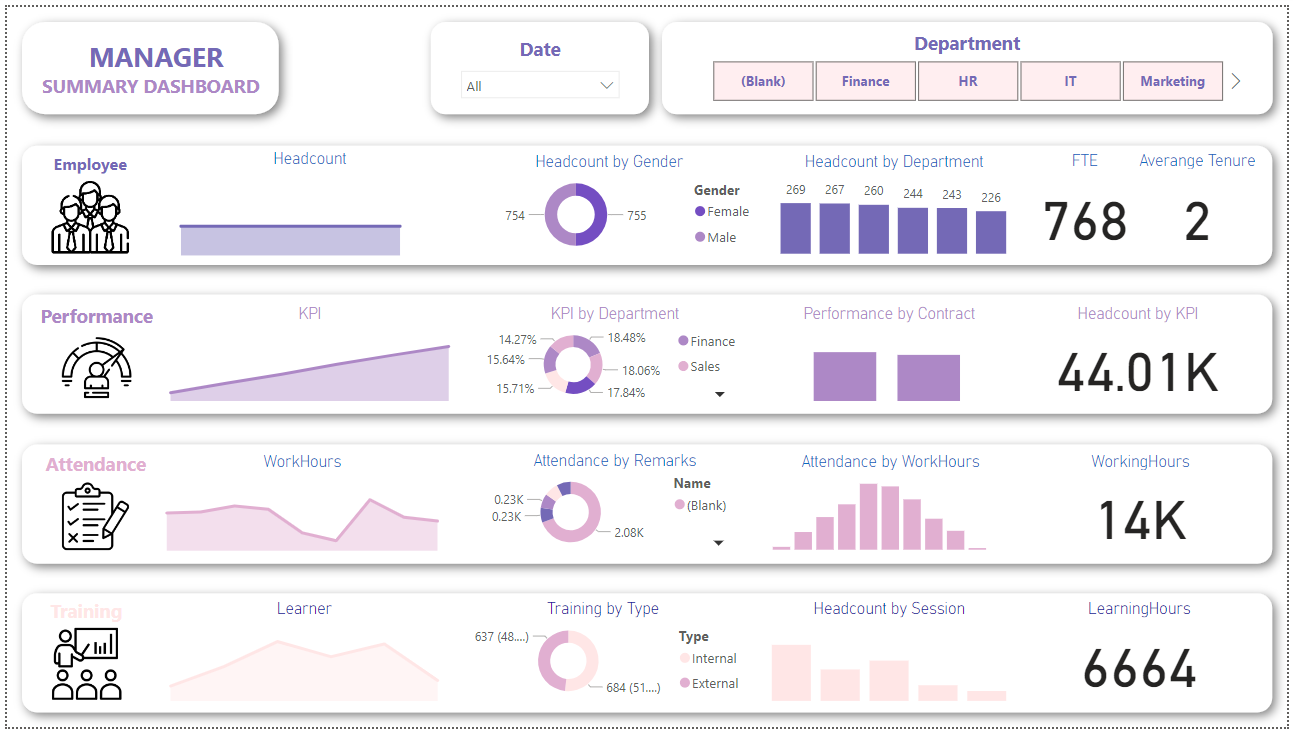 MANAGER
SUMMARY DASHBOARD
Date
All
Department
(Blank)
Finance
HR
IT
Marketing
Employee
Headcount
Headcount by Gender
754
755
Gender
Female
Male
Headcount by Department
269
267
260
244
243
226
FTE
768
Averange Tenure
2
Performance
KPI
KPI by Department
14.27%
18.48%
15.64%
18.06%
15.71%
17.84%
Finance
Sales
Performance by Contract
Headcount by KPI
44.01K
Attendance
WorkHours
Attendance by Remarks
0.23K
0.23K
2.08K
Name
(Blank)
Attendance by WorkHours
WorkingHours
14K
Training
Learner
Training by Type
637 (48....)
684 (51....)
Type
Internal
External
Headcount by Session
LearningHours
6664